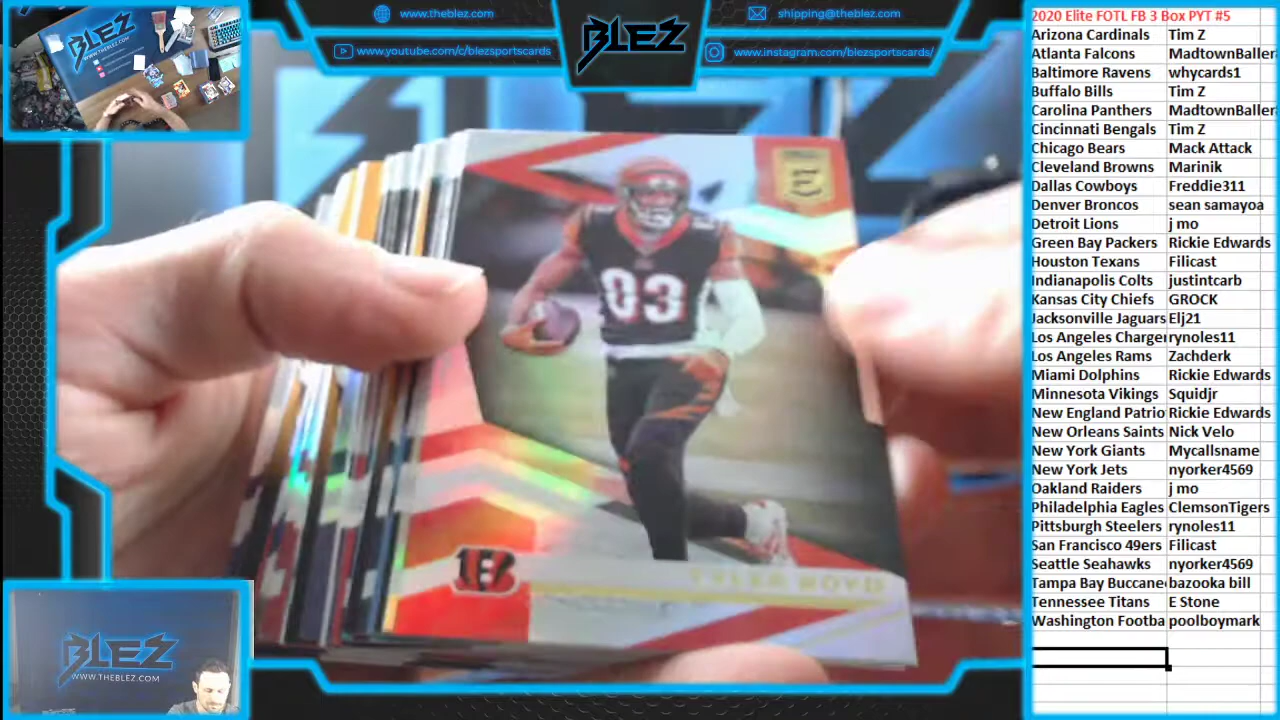 www.theblez.com
www.youtube.com/c/blezsportscards
BLEZ
shipping@theblez.com
www.instagram.com/blezsportscards/
2020 Elite FOTL FB 3 Box PYT #5
Arizona Cardinals Tim Z
Atlanta Falcons MadtownBaller
Baltimore Ravens whycards1
Buffalo Bills Tim Z
Carolina Panthers MadtownBaller
Cincinnati Bengals Tim Z
Chicago Bears Mack Attack
Cleveland Browns Marinik
Dallas Cowboys Freddie311
Denver Broncos sean samayoa
Detroit Lions j mo
Green Bay Packers Rickie Edwards
Houston Texans Filicast
Indianapolis Colts justintcarb
Kansas City Chiefs GROCK
Jacksonville Jaguars Elj21
Los Angeles Charger rynoles11
Los Angeles Rams Zachderk
Miami Dolphins Rickie Edwards
Minnesota Vikings Squidjr
New England Patrio Rickie Edwards
New Orleans Saints Nick Velo
New York Giants Mycallsname
New York Jets nyorker4569
Oakland Raiders j mo
Philadelphia Eagles ClemsonTigers
Pittsburgh Steelers rynoles11
San Francisco 49ers Filicast
Seattle Seahawks nyorker4569
Tampa Bay Buccane bazooka bill
Tennessee Titans E Stone
Washington Footba poolboymark
83
B
TYLER BOYD
BLEZ
WWW.THEBLEZ.COM